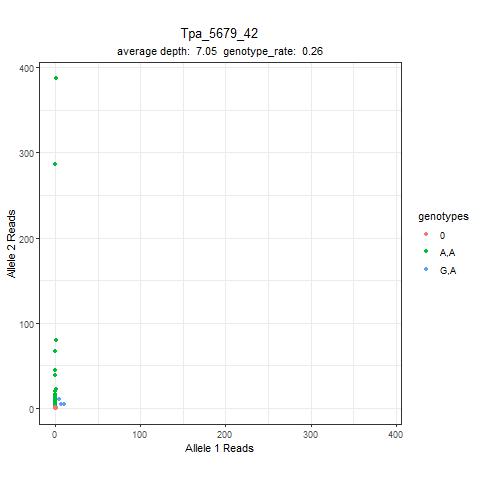 Tpa_5679_42
average depth:  7.05  genotype_rate:  0.26
400
300
200
100
0
Allele 2 Reads
0 100 200 300 400
Allele 1 Reads
genotypes
0
A,A
G,A